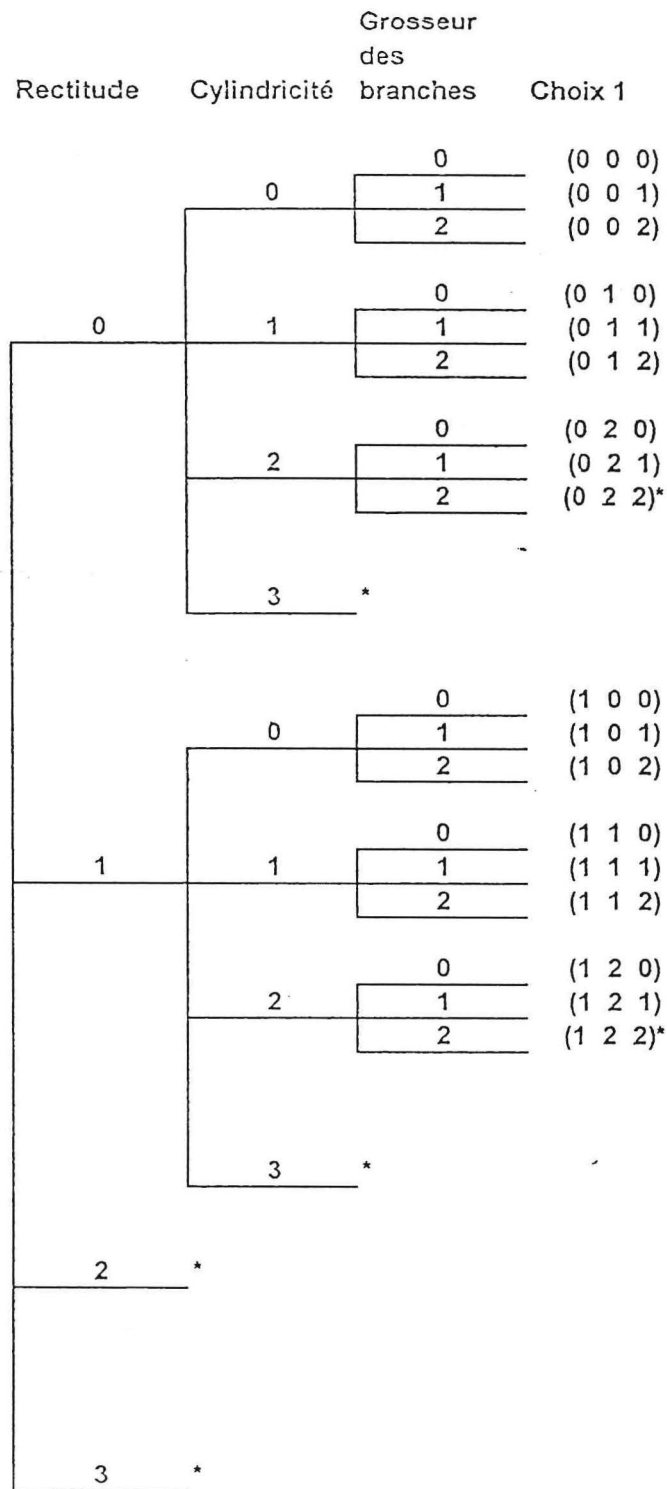 Grosseur
des
Rectitude Cylindricité branches Choix 1
0 (0 0 0)
0 1 (0 0 1)
2 (0 0 2)
0 (0 1 0)
0 1 1 (0 1 1)
2 (0 1 2)
0 (0 2 0)
2 1 (0 2 1)
2 (0 2 2)*
3 *
0 (1 0 0)
0 1 (1 0 1)
2 (1 0 2)
0 (1 1 0)
1 1 1 (1 1 1)
2 (1 1 2)
0 (1 2 0)
2 1 (1 2 1)
2 (1 2 2)*
3 *
2 *
3 *